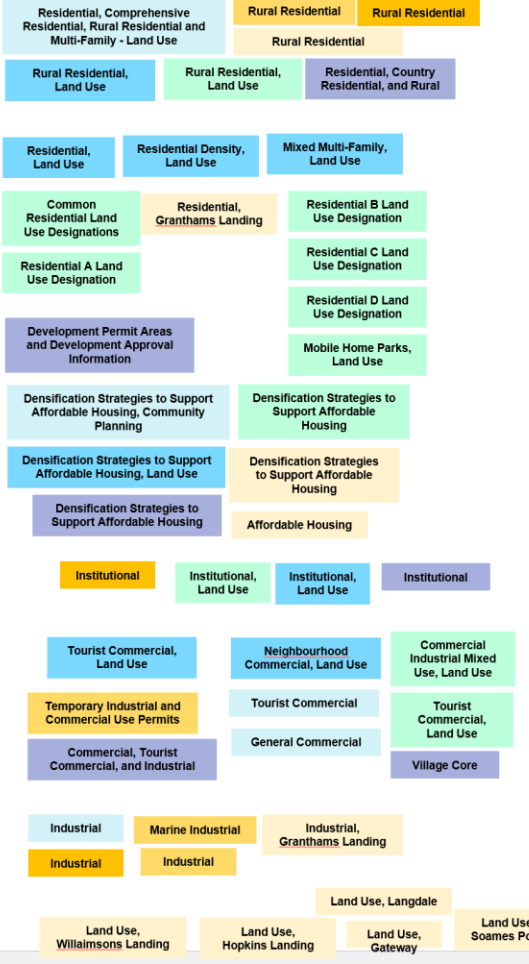 Residential, Comprehensive
Residential, Rural Residential and
Multi-Family - Land Use
Rural Residential
Rural Residential
Rural Residential
Rural Residential,
Land Use
Rural Residential,
Land Use
Residential, Country
Residential, and Rural
Residential,
Land Use
Residential Density,
Land Use
Mixed Multi-Family,
Land Use
Common
Residential Land
Use Designations
Residential,
Granthams Landing
Residential B Land
Use Designation
Residential A Land
Use Designation
Residential C Land
Use Designation
Residential D Land
Use Designation
Development Permit Areas
and Development Approval
Information
Mobile Home Parks,
Land Use
Densification Strategies to Support
Affordable Housing, Community
Planning
Densification Strategies to
Support Affordable
Housing
Densification Strategies to Support
Affordable Housing, Land Use
Densification Strategies
to Support Affordable
Housing
Densification Strategies to
Support Affordable Housing
Affordable Housing
Institutional
Institutional,
Land Use
Institutional,
Land Use
Institutional
Tourist Commercial,
Land Use
Neighbourhood
Commercial, Land Use
Commercial
Industrial Mixed
Use, Land Use
Temporary Industrial and
Commercial Use Permits
Tourist Commercial
Tourist
Commercial,
Land Use
Commercial, Tourist
Commercial, and Industrial
General Commercial
Village Core
Industrial
Marine Industrial
Industrial,
Granthams Landing
Industrial
Industrial
Land Use, Langdale
Land Use,
Willaimsons Landing
Land Use,
Hopkins Landing
Land Use,
Gateway
Land Use
Soames Po